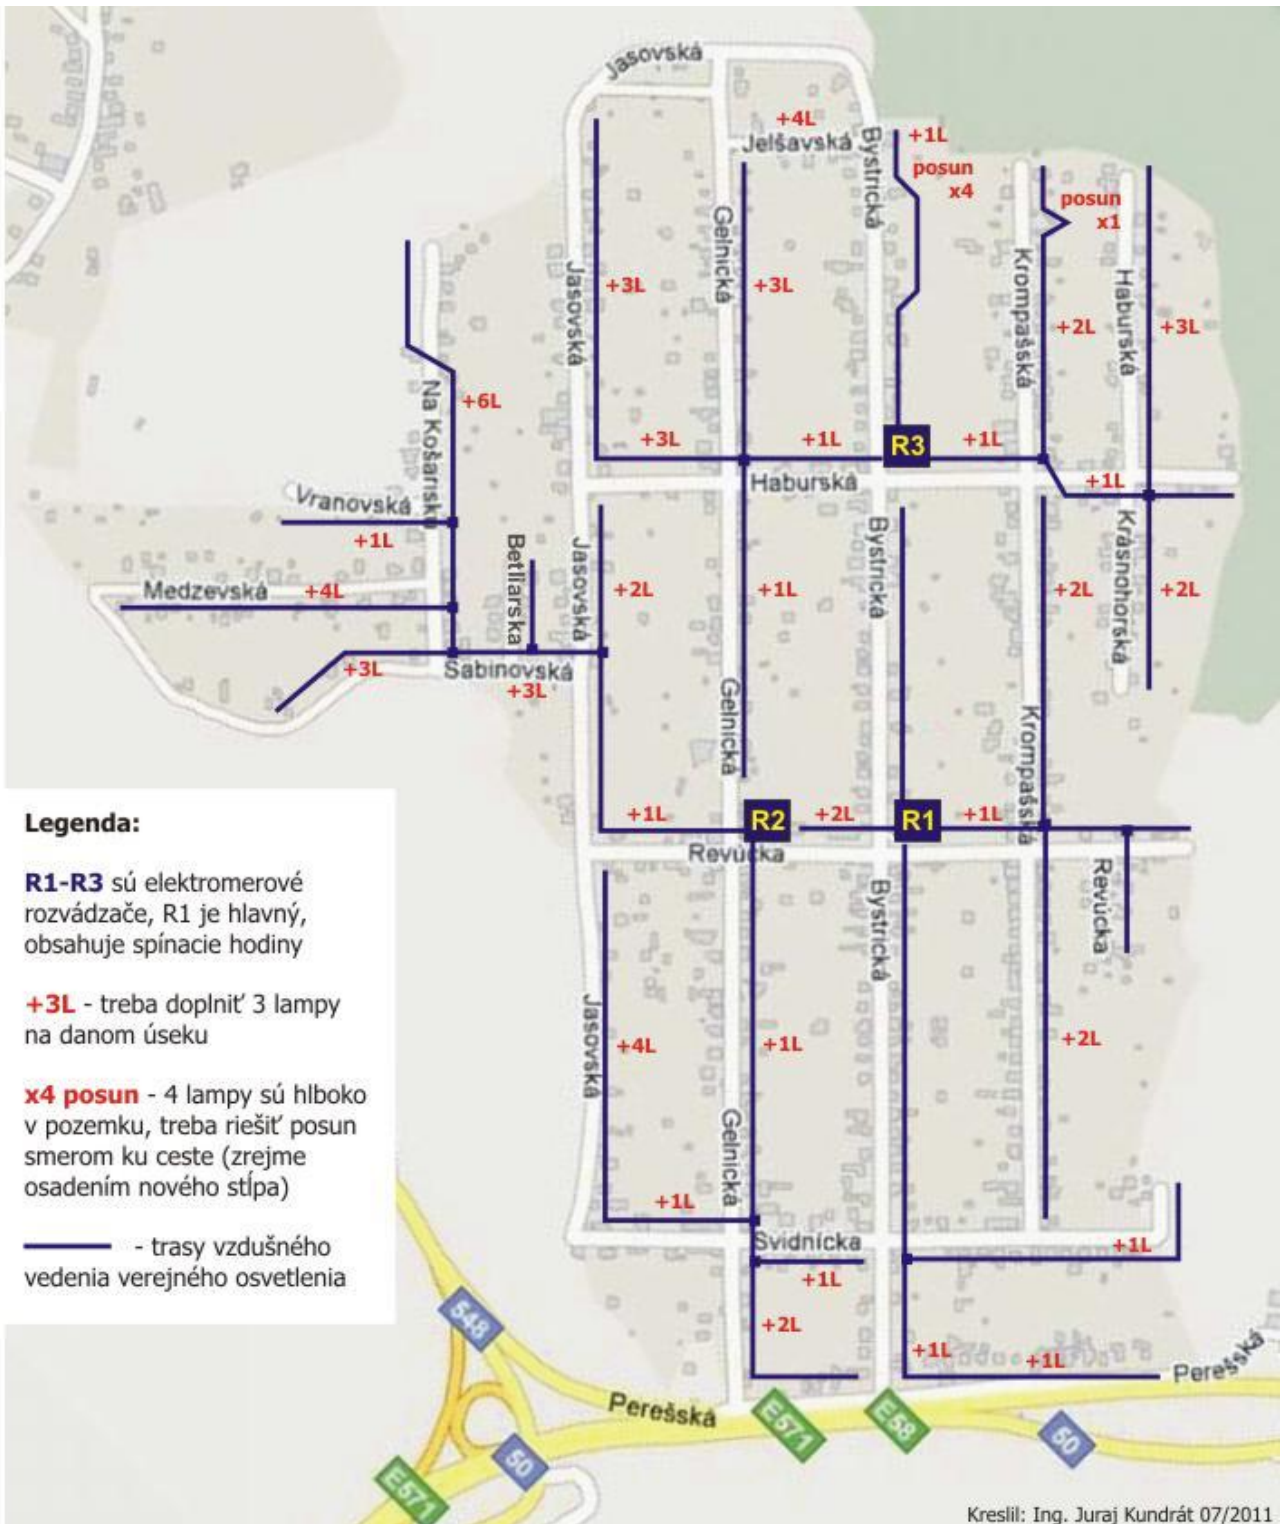 Jasovská
+4L
Jelšavská
Bystrická
+1L
posun
x4
posun
x1
Gelnická
Jasovská
+3L
+3L
Krompašská
Haburská
+2L
+3L
Na Košarisku
+6L
+3L
+1L
R3
+1L
Haburská
+1L
Vranovská
+1L
Betliarska
Jasovská
Bystrická
Krásnohorská
Medzevská
+4L
+2L
+1L
+2L
+2L
+3L
Sabinovská
+3L
Gelnická
Krompašská
+1L
R2
+2L
R1
+1L
Revúcka
Revúcka
Bystrická
Legenda:
R1-R3 sú elektromerové
rozvádzače, R1 je hlavný,
obsahuje spínacie hodiny
+3L - treba doplniť 3 lampy
na danom úseku
x4 posun - 4 lampy sú hlboko
v pozemku, treba riešiť posun
smerom ku ceste (zrejme
osadením nového stĺpa)
- trasy vzdušného
vedenia verejného osvetlenia
Jasovská
+4L
+1L
+2L
Gelnická
+1L
Svidnícka
+1L
+1L
+2L
+1L
+1L
548
Perešská
Perešská
E571
E58
50
50
E571
Kreslil: Ing. Juraj Kundrát 07/2011